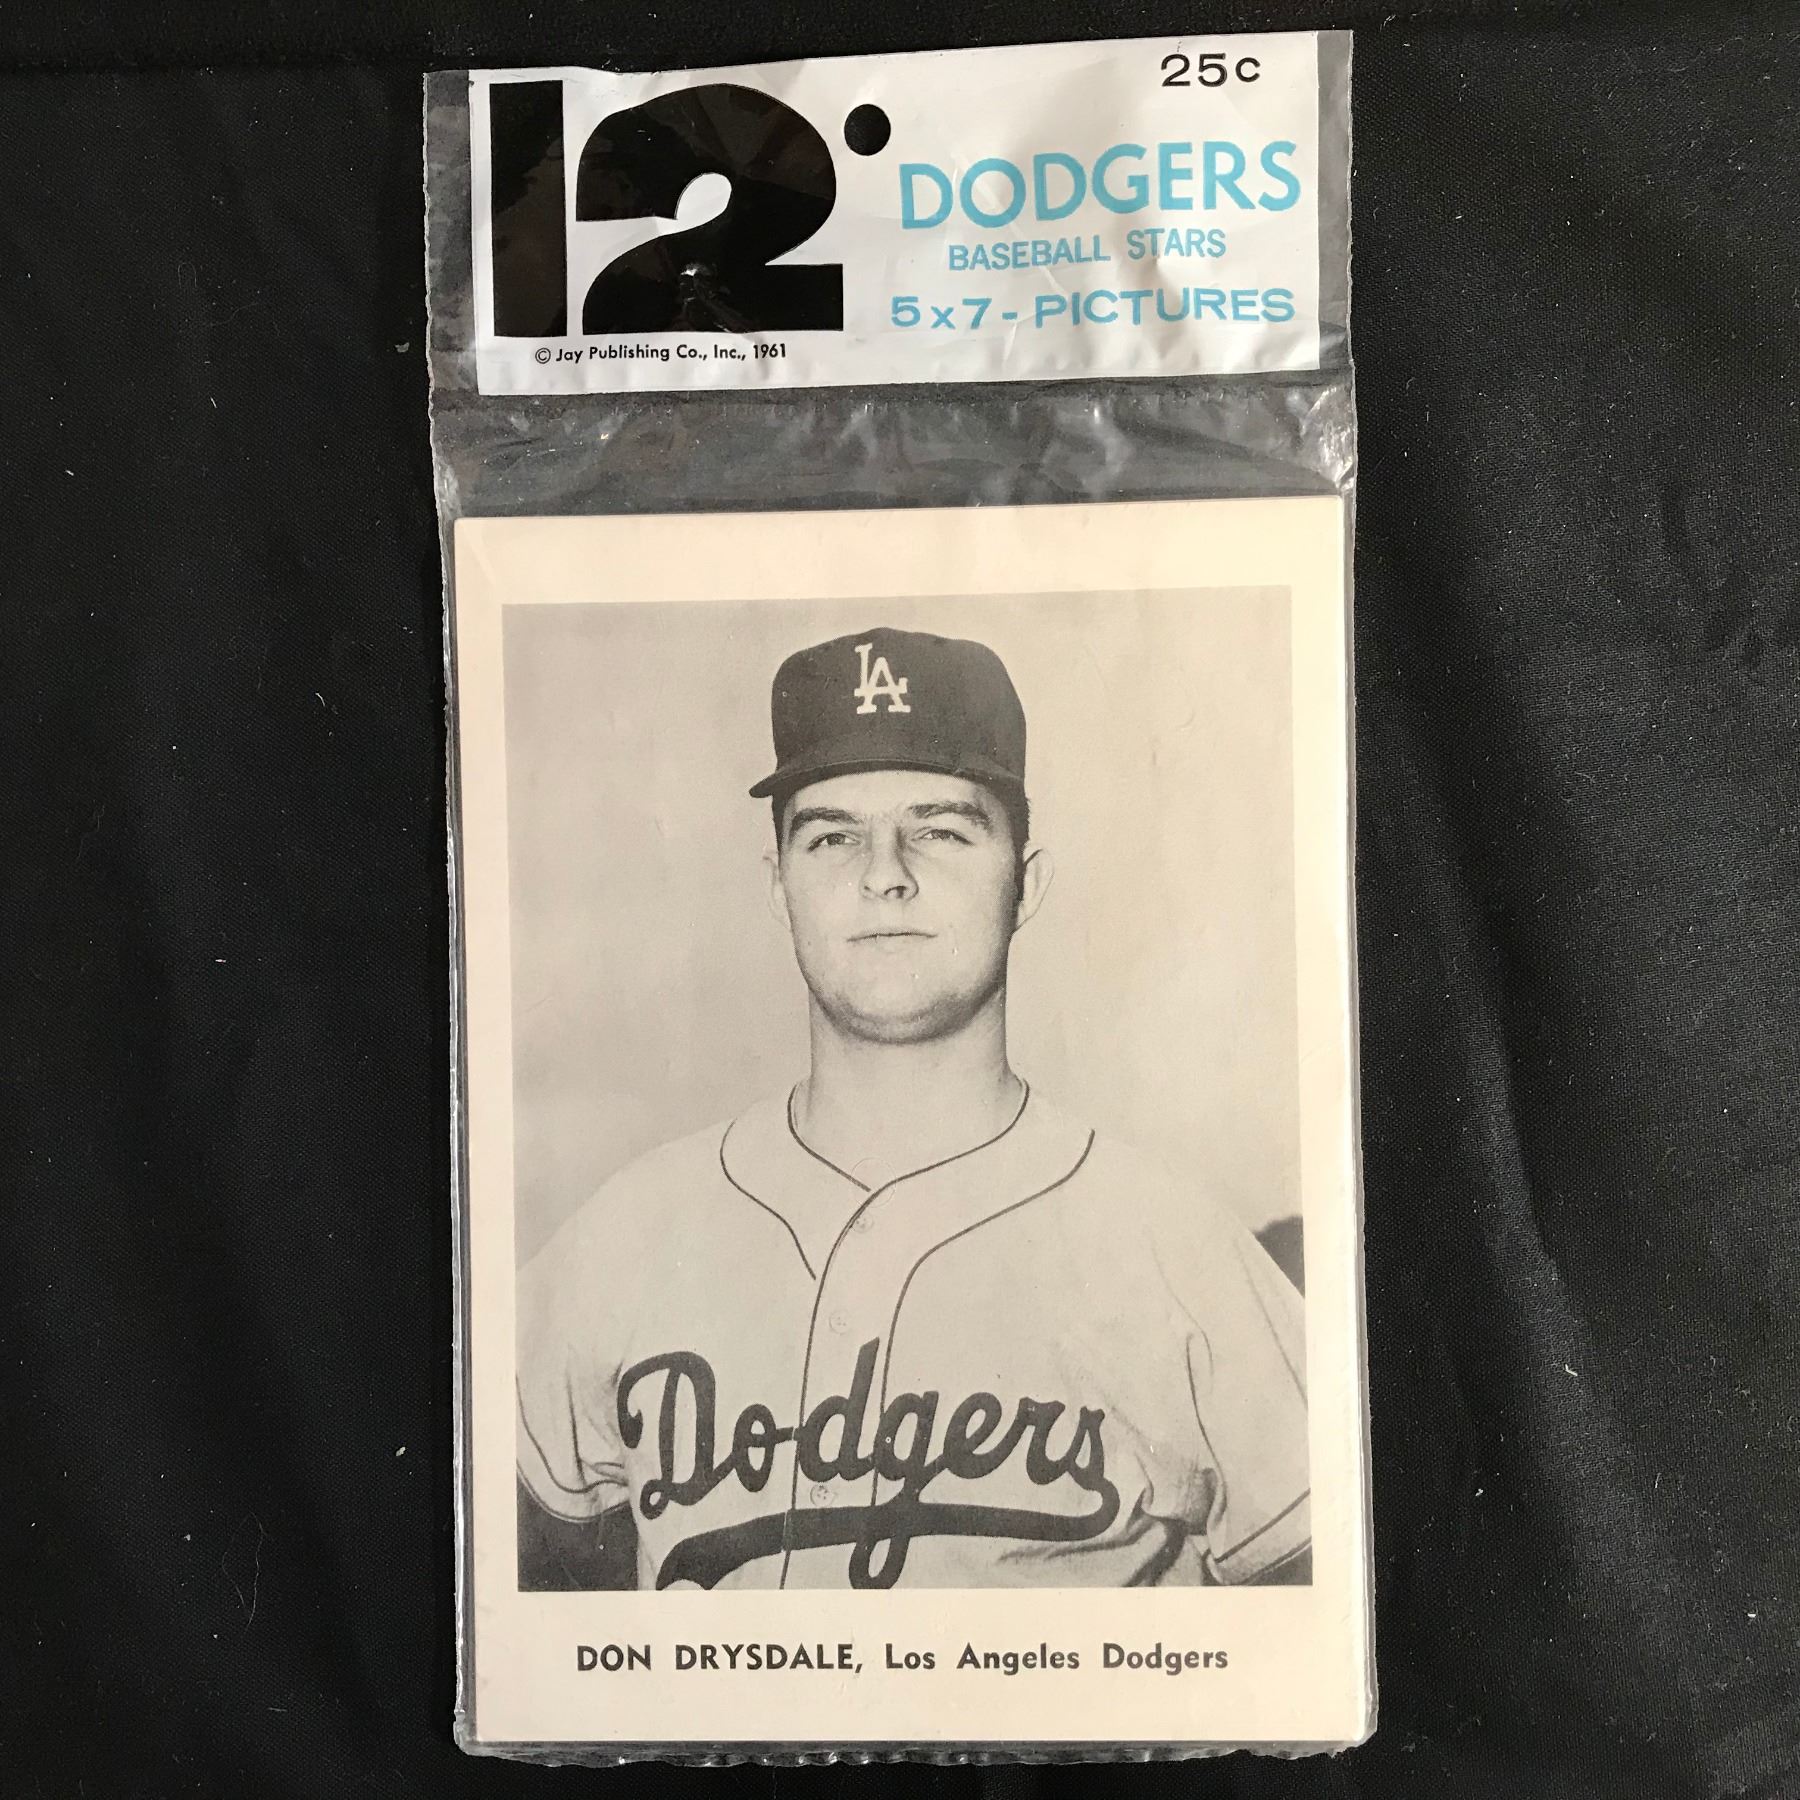 25c
12
DODGERS
BASEBALL STARS
5x7-PICTURES
© Jay Publishing Co., Inc., 1961
LA
Dodgers
DON DRYSDALE, Los Angeles Dodgers